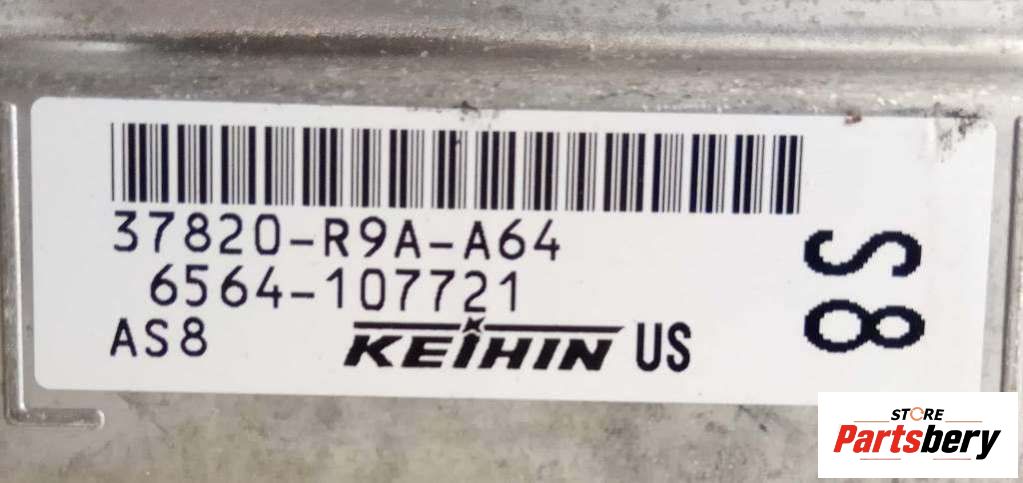 37820-R9A-A64
6564-107721
AS8 KEIHIN US
S8
STORE
Partsbery